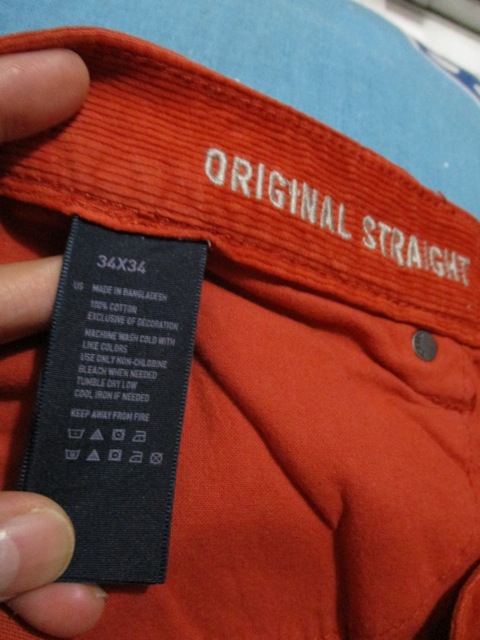 ORIGINAL STRAIGHT
34X34
US MADE IN BANGLADESH
100% COTTON
EXCLUSIVE OF DECORATION
MACHINE WASH COLD WITH
LIKE COLORS
USE ONLY NON-CHLORINE
BLEACH WHEN NEEDED
TUMBLE DRY LOW
COOL IRON IF NEEDED
KEEP AWAY FROM FIRE